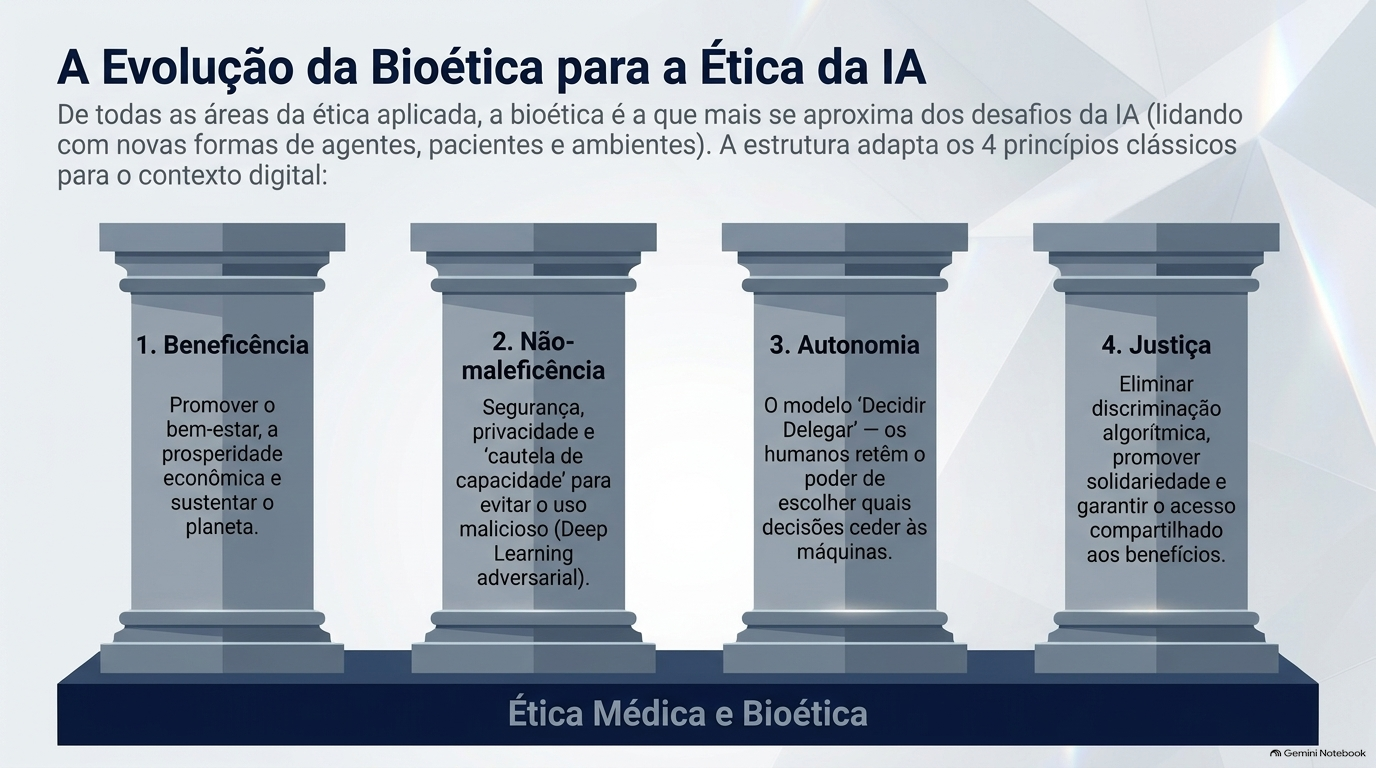 A Evolução da Bioética para a Ética da IA
De todas as áreas da ética aplicada, a bioética é a que mais se aproxima dos desafios da IA (lidando
com novas formas de agentes, pacientes e ambientes). A estrutura adapta os 4 princípios clássicos
para o contexto digital:
1. Beneficência
Promover o
bem-estar, a
prosperidade
econômica e
sustentar o
planeta.
2. Não-
maleficência
Segurança,
privacidade e
‘cautela de
capacidade’ para
evitar o uso
malicioso (Deep
Learning
adversarial).
3. Autonomia
O modelo ‘Decidir
Delegar’ — os
humanos retêm o
poder de
escolher quais
decisões ceder às
máquinas.
4. Justiça
Eliminar
discriminação
algorítmica,
promover
solidariedade e
garantir o acesso
compartilhado
aos benefícios.
Ética Médica e Bioética
Gemini Notebook